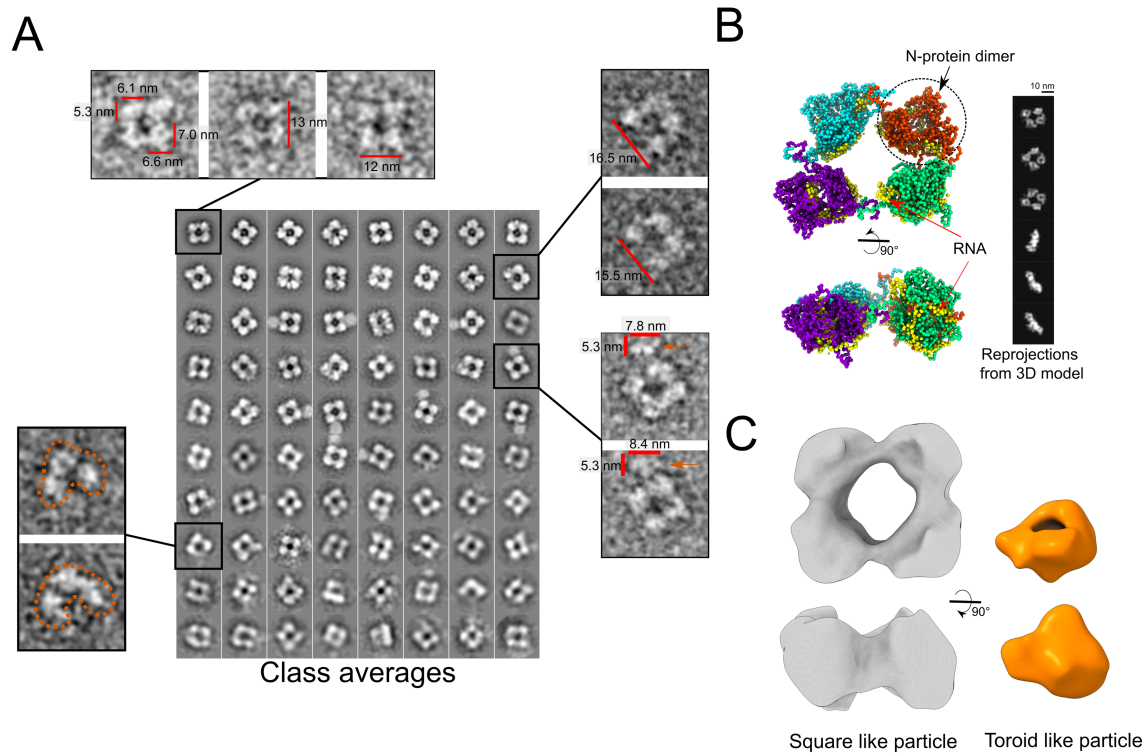 A
6.1 nm
5.3 nm
7.0 nm
6.6 nm
13 nm
12 nm
16.5 nm
15.5 nm
7.8 nm
5.3 nm
8.4 nm
5.3 nm
Class averages
B
N-protein dimer
10 nm
RNA
90°
Reprojections
from 3D model
C
90°
Square like particle
Toroid like particle